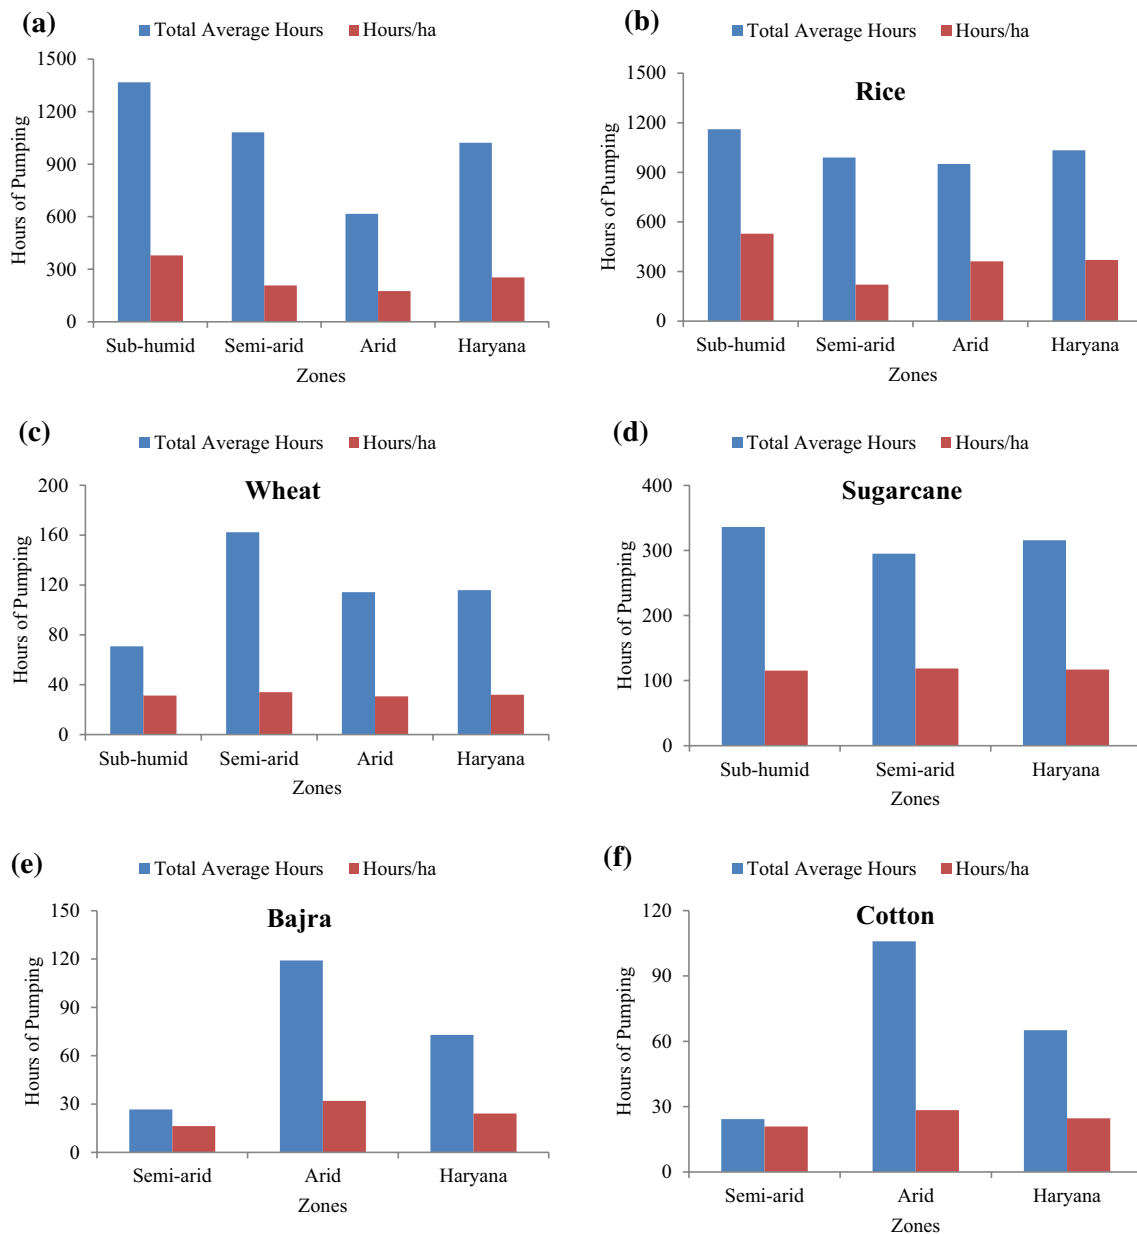 (a)
Total Average Hours Hours/ha
Hours of Pumping
1500
1200
900
600
300
0
Sub-humid Semi-arid Arid Haryana
Zones
(b)
Total Average Hours Hours/ha
Rice
Hours of Pumping
1500
1200
900
600
300
0
Sub-humid Semi-arid Arid Haryana
Zones
(c)
Total Average Hours Hours/ha
Wheat
Hours of Pumping
200
160
120
80
40
0
Sub-humid Semi-arid Arid Haryana
Zones
(d)
Total Average Hours Hours/ha
Sugarcane
Hours of Pumping
400
300
200
100
0
Sub-humid Semi-arid Haryana
Zones
(e)
Total Average Hours Hours/ha
Bajra
Hours of Pumping
150
120
90
60
30
0
Semi-arid Arid Haryana
Zones
(f)
Total Average Hours Hours/ha
Cotton
Hours of Pumping
120
90
60
30
0
Semi-arid Arid Haryana
Zones